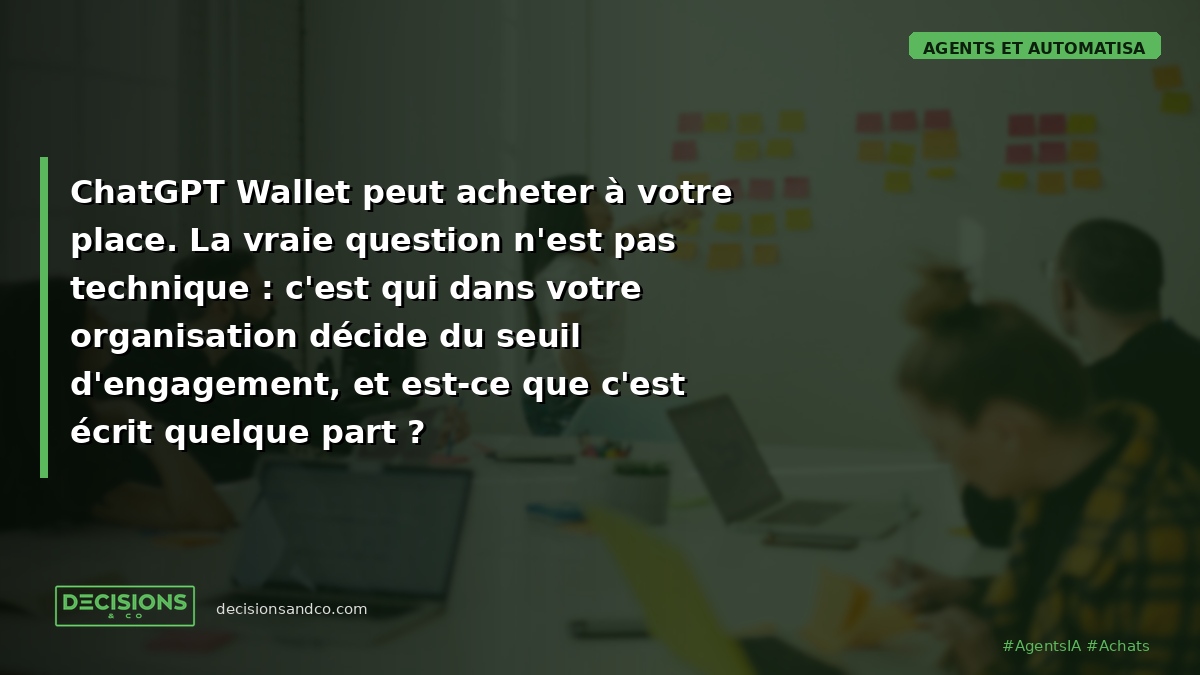 AGENTS ET AUTOMATISA
ChatGPT Wallet peut acheter à votre
place. La vraie question n'est pas
technique : c'est qui dans votre
organisation décide du seuil
d'engagement, et est-ce que c'est
écrit quelque part ?
DECISIONS
& CO
decisionsandco.com
#AgentsIA #Achats